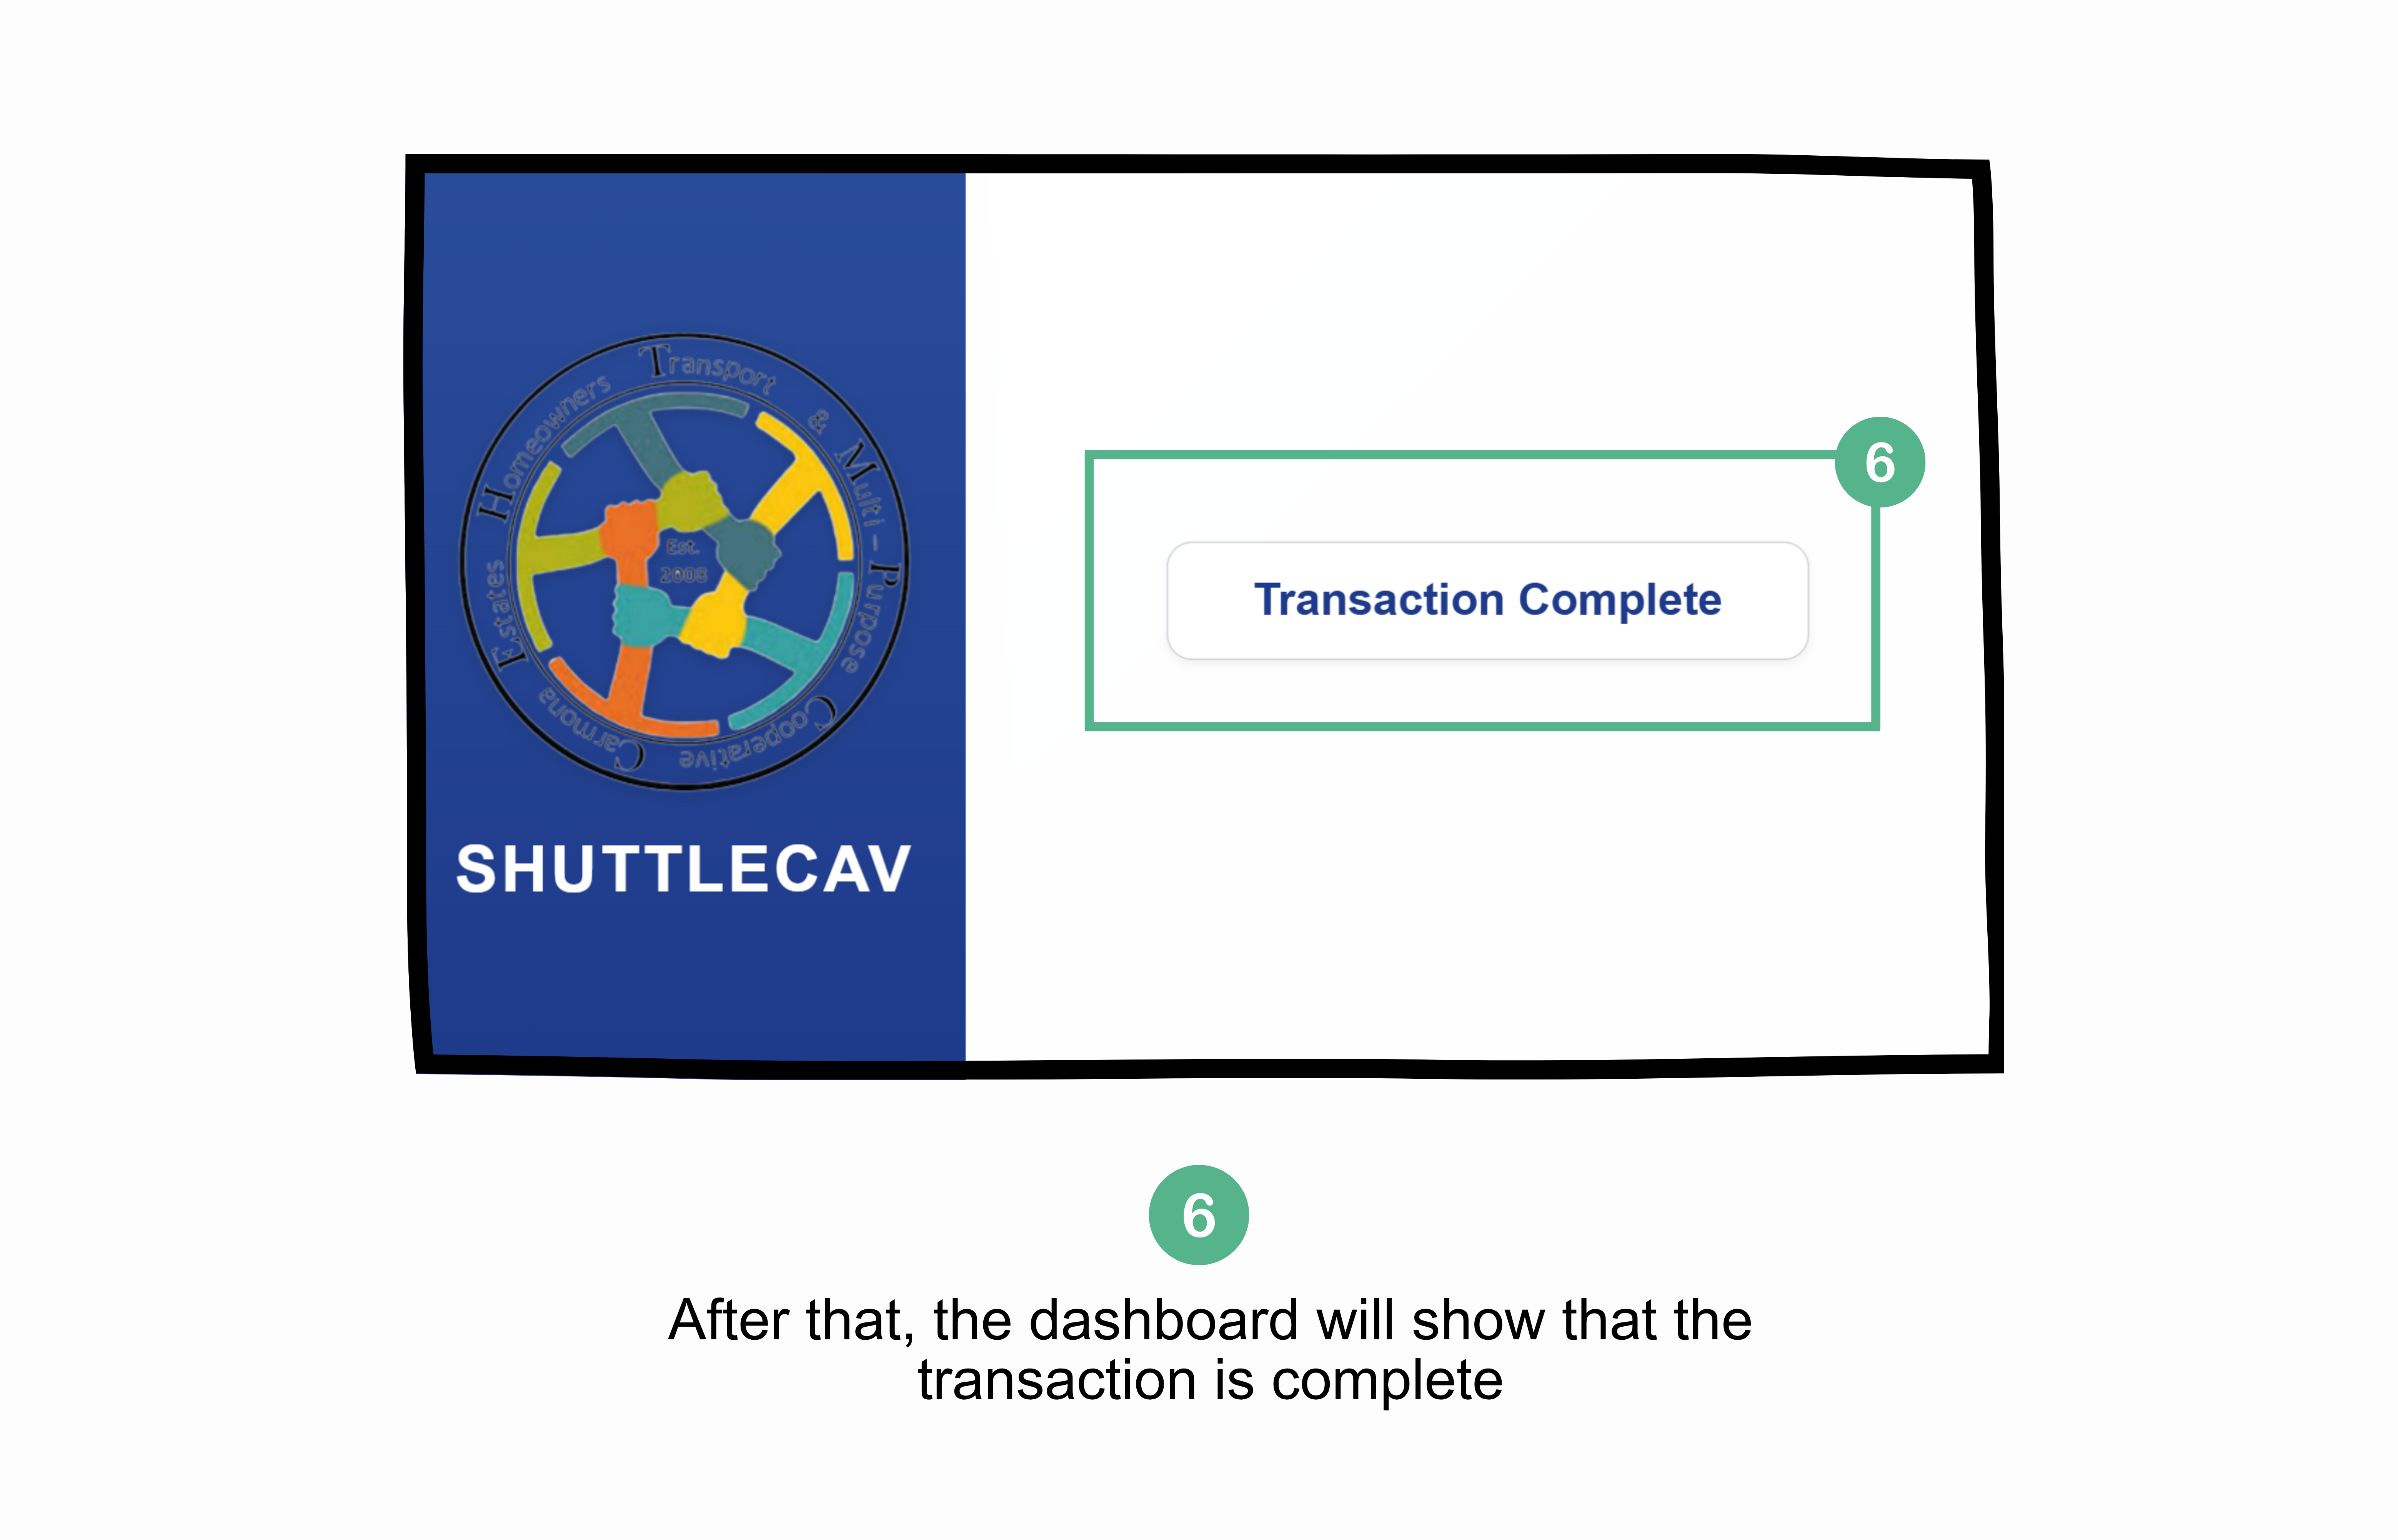 Carmona Estates Homeowners Transport & Multi-Purpose Cooperative
Est.
2008
SHUTTLECAV
6
Transaction Complete
6
After that, the dashboard will show that the
transaction is complete